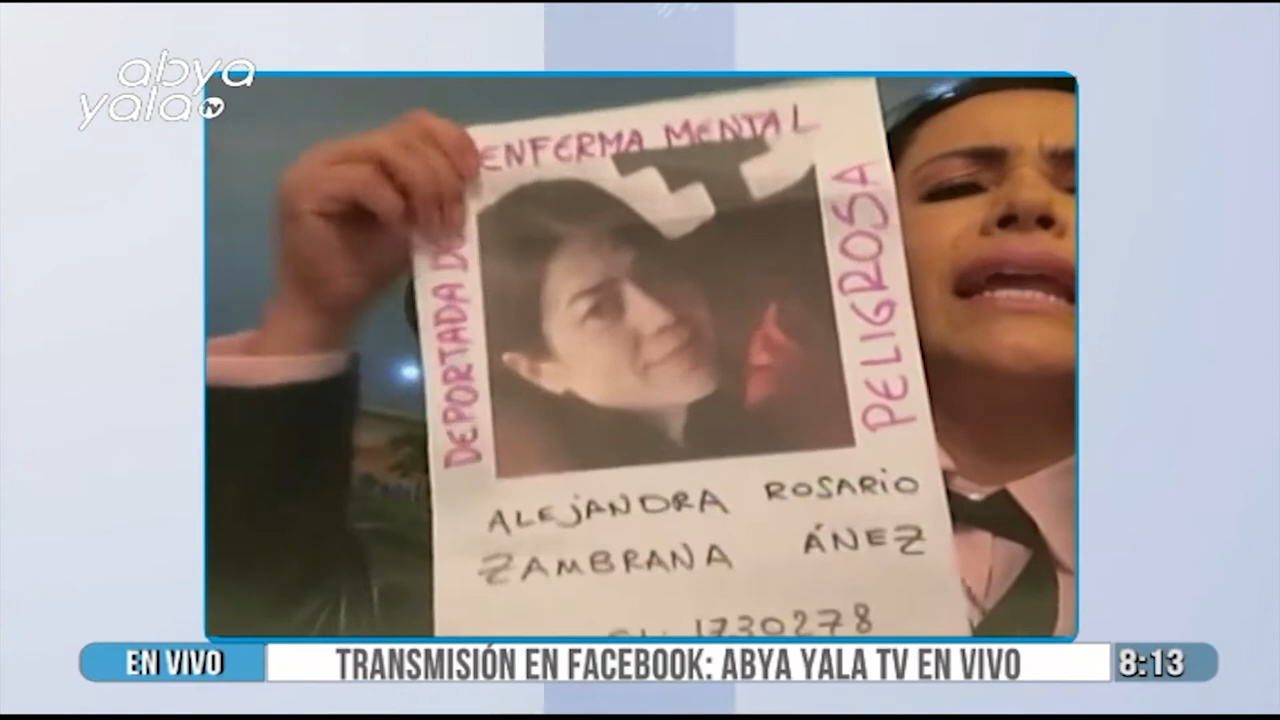 abya
yala tv
ENFERMA MENTAL
DEPORTADA
PELIGROSA
ALEJANDRA ROSARIO
ZAMBRANA ÁNEZ
1730278
EN VIVO
TRANSMISIÓN EN FACEBOOK: ABYA YALA TV EN VIVO
8:13